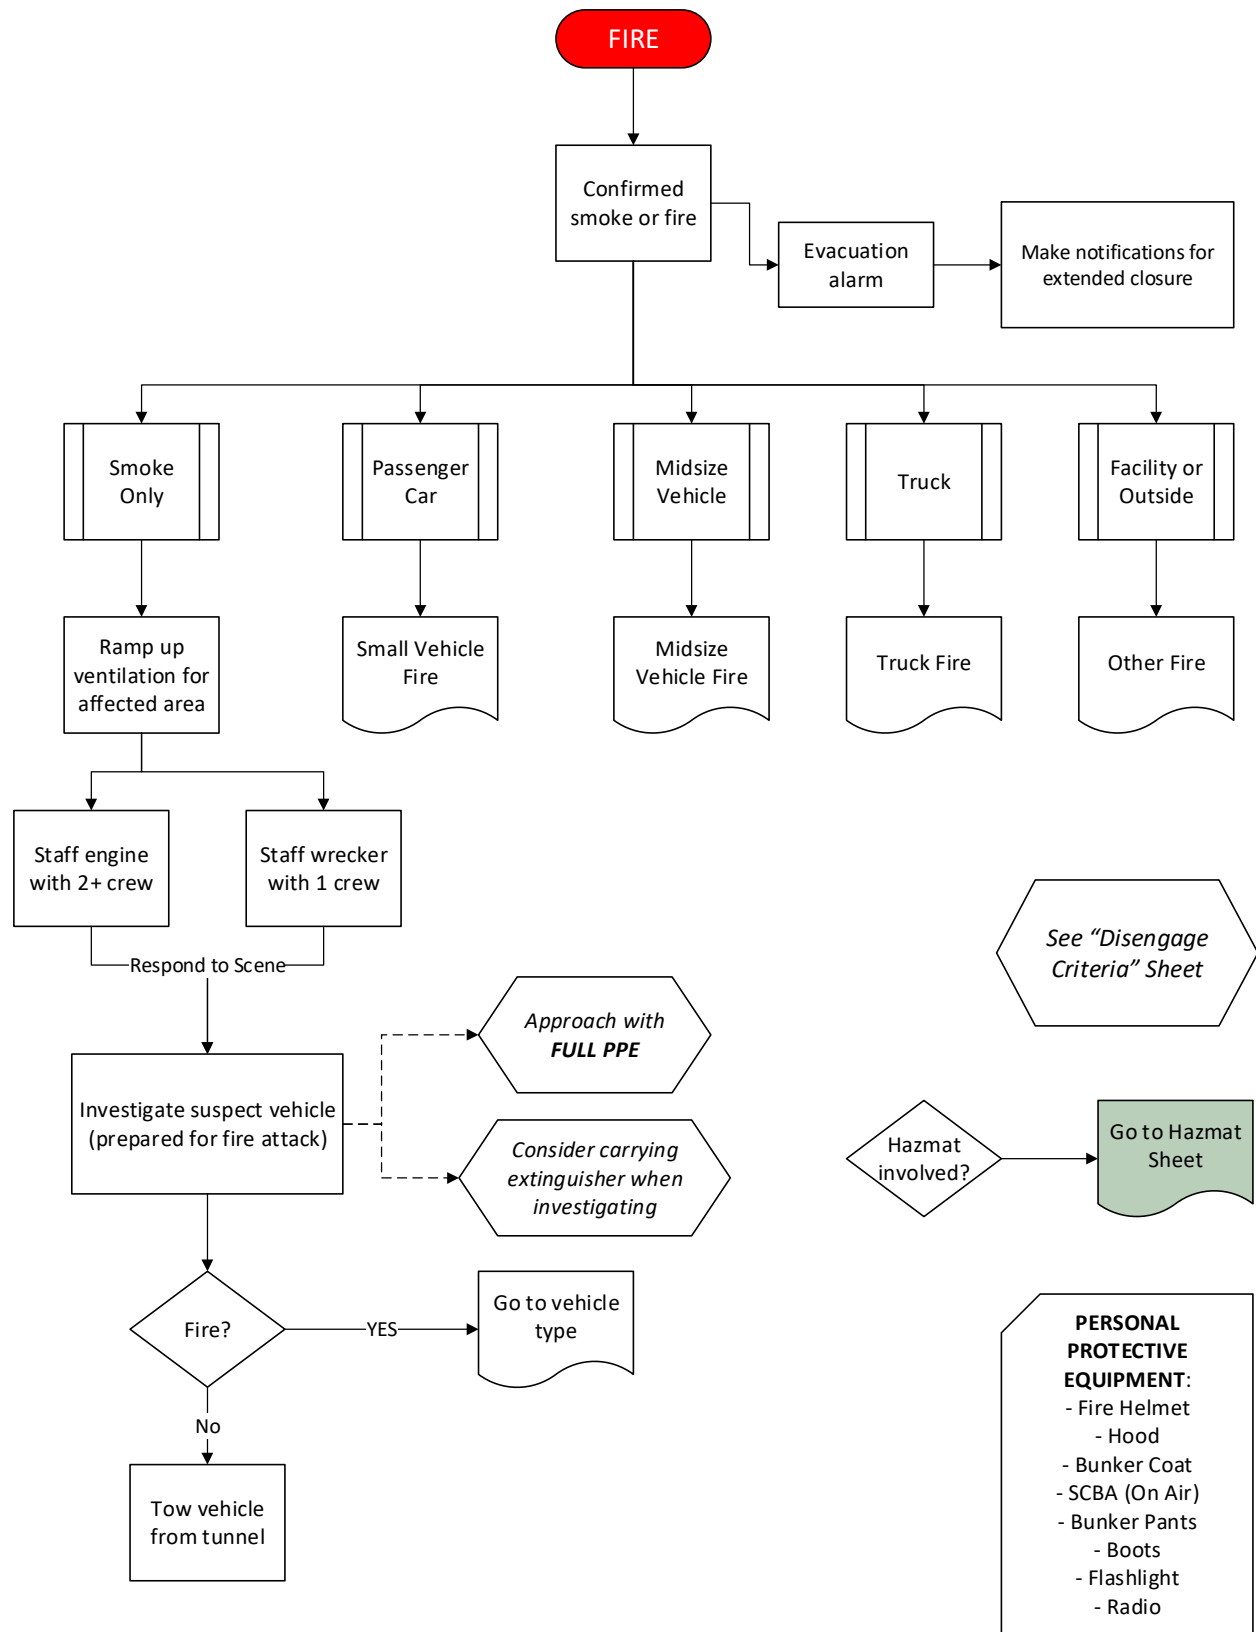 FIRE
Confirmed
smoke or fire
Evacuation
alarm
Make notifications for
extended closure
Smoke
Only
Passenger
Car
Midsize
Vehicle
Truck
Facility or
Outside
Ramp up
ventilation for
affected area
Small Vehicle
Fire
Midsize
Vehicle Fire
Truck Fire
Other Fire
Staff engine
with 2+ crew
Staff wrecker
with 1 crew
Respond to Scene
See “Disengage
Criteria” Sheet
Approach with
FULL PPE
Investigate suspect vehicle
(prepared for fire attack)
Consider carrying
extinguisher when
investigating
Hazmat
involved?
Go to Hazmat
Sheet
Fire?
YES
Go to vehicle
type
No
Tow vehicle
from tunnel
PERSONAL
PROTECTIVE
EQUIPMENT:
- Fire Helmet
- Hood
- Bunker Coat
- SCBA (On Air)
- Bunker Pants
- Boots
- Flashlight
- Radio